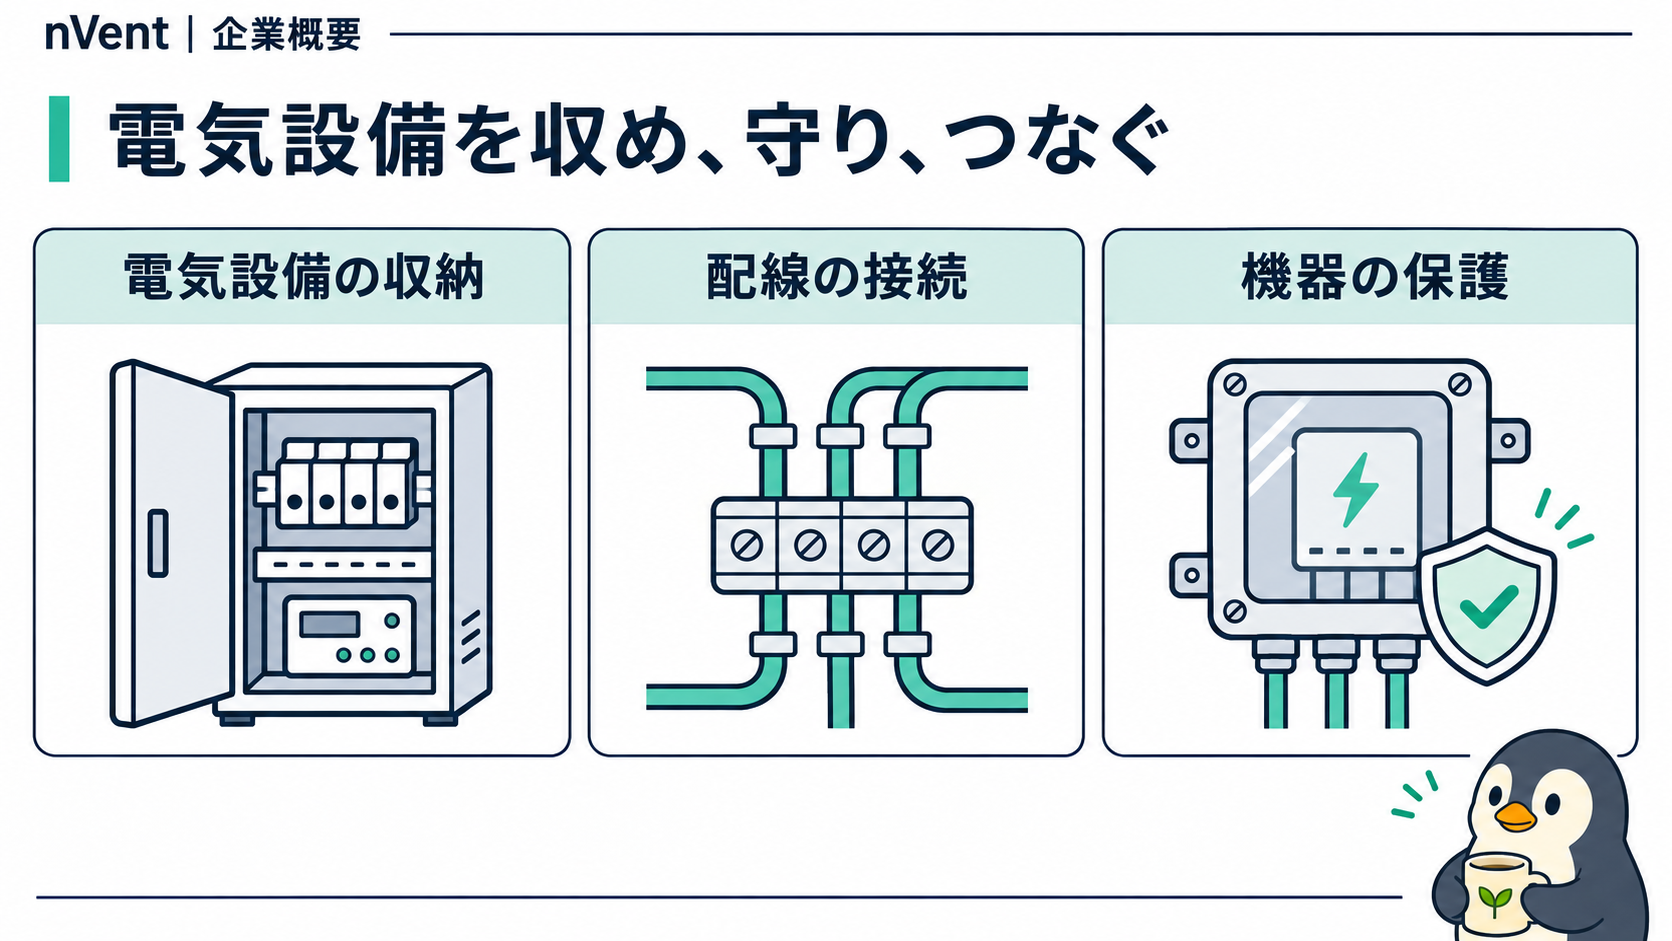 nVent | 企業概要
電気設備を収め、守り、つなぐ
電気設備の収納
配線の接続
機器の保護